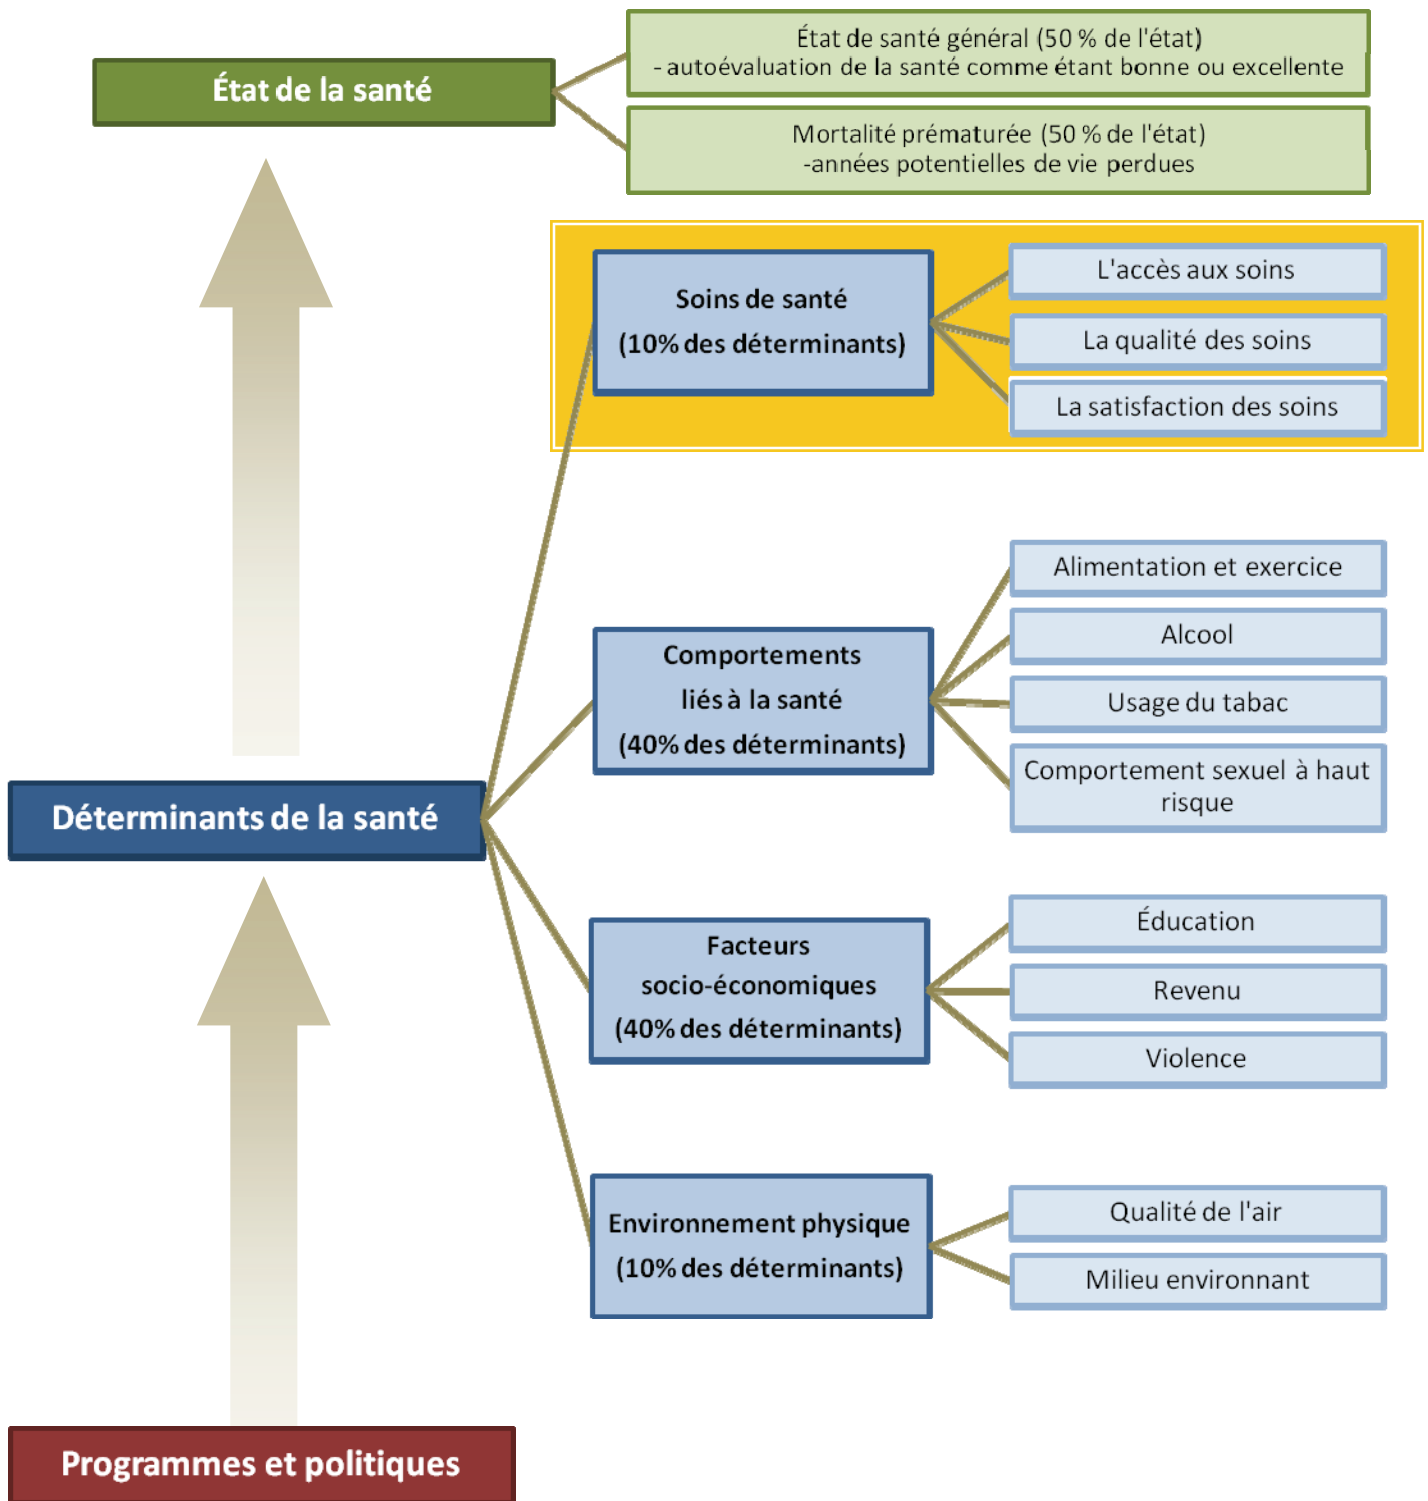 État de la santé
État de santé général (50 % de l'état)
- autoévaluation de la santé comme étant bonne ou excellente
Mortalité prématurée (50 % de l'état)
-années potentielles de vie perdues
Soins de santé
(10% des déterminants)
L'accès aux soins
La qualité des soins
La satisfaction des soins
Comportements
liés à la santé
(40% des déterminants)
Alimentation et exercice
Alcool
Usage du tabac
Comportement sexuel à haut
risque
Déterminants de la santé
Facteurs
socio-économiques
(40% des déterminants)
Éducation
Revenu
Violence
Environnement physique
(10% des déterminants)
Qualité de l'air
Milieu environnant
Programmes et politiques